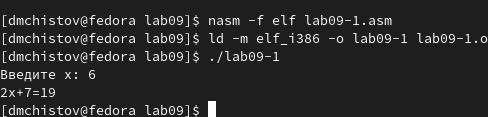 [dmchistov@fedora lab09]$ nasm -f elf lab09-1.asm
[dmchistov@fedora lab09]$ ld -m elf_i386 -o lab09-1 lab09-1.o
[dmchistov@fedora lab09]$ ./lab09-1
Введите x: 6
2x+7=19
[dmchistov@fedora lab09]$